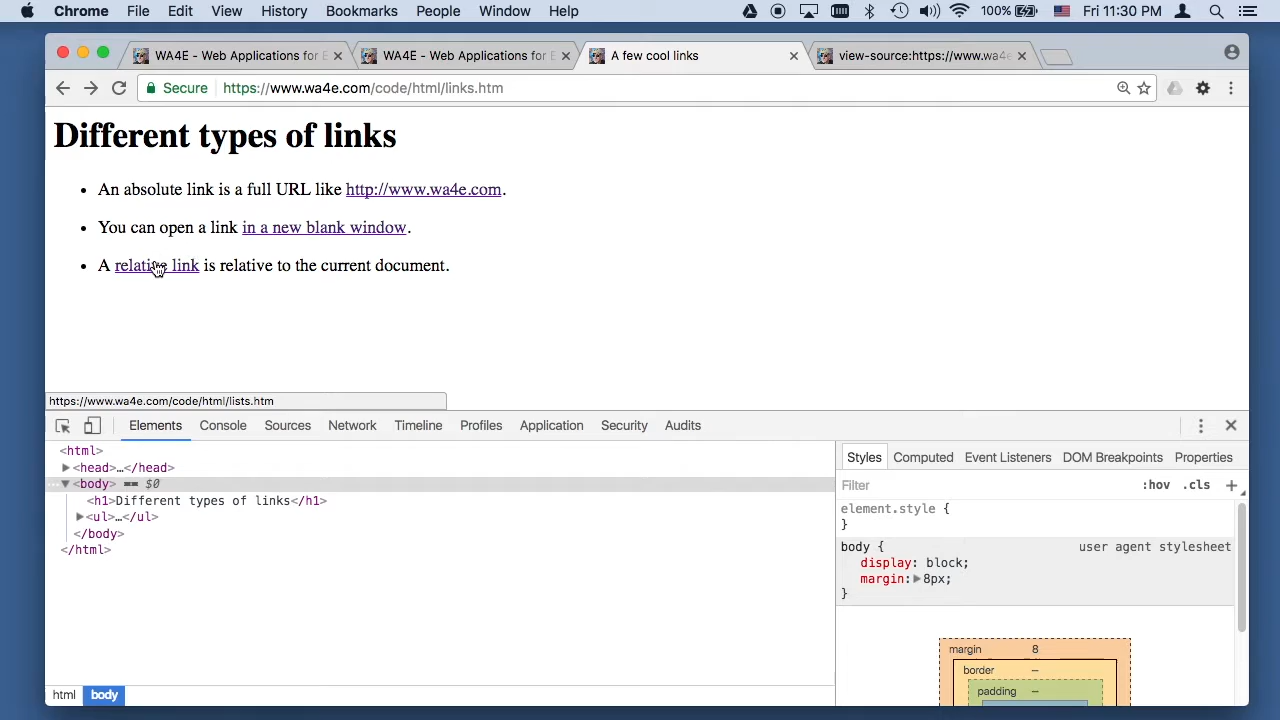 Chrome File Edit View History Bookmarks People Window Help 100% Fri 11:30 PM
WA4E - Web Applications for E WA4E - Web Applications for E A few cool links view-source:https://www.wa4e
Secure https://www.wa4e.com/code/html/links.htm
Different types of links
• An absolute link is a full URL like http://www.wa4e.com.
• You can open a link in a new blank window.
• A relative link is relative to the current document.
https://www.wa4e.com/code/html/lists.htm
Elements Console Sources Network Timeline Profiles Application Security Audits
<html>
<head>…</head>
<body> == $0
<h1>Different types of links</h1>
<ul>…</ul>
</body>
</html>
html body
Styles Computed Event Listeners DOM Breakpoints Properties
Filter :hov .cls +
element.style {
}
body { user agent stylesheet
display: block;
margin: 8px;
}
margin 8
border –
padding –